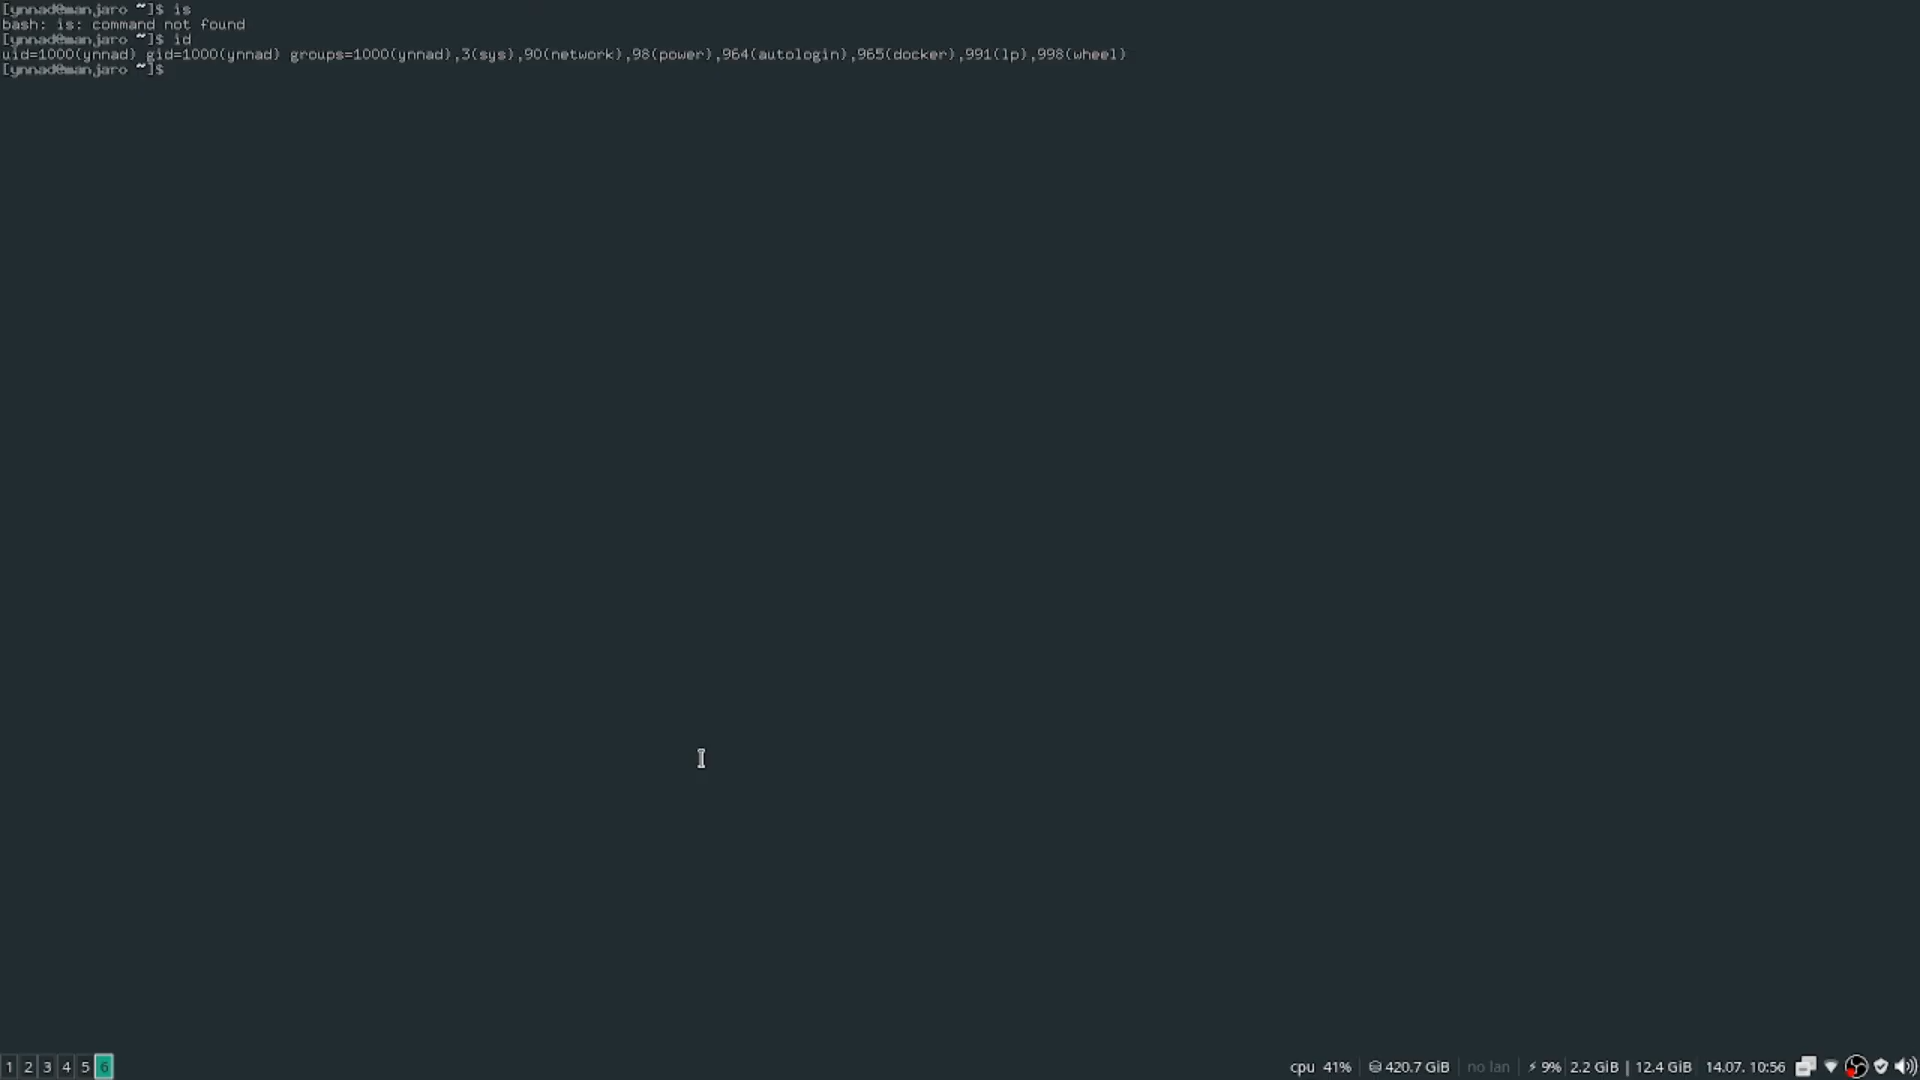 [ynnad@manjaro ~]$ is
bash: is: command not found
[ynnad@manjaro ~]$ id
uid=1000(ynnad) gid=1000(ynnad) groups=1000(ynnad),3(sys),90(network),98(power),964(autologin),965(docker),991(lp),998(wheel)
[ynnad@manjaro ~]$
1 2 3 4 5 6 cpu 41% 420.7 GiB no lan ⚡ 9% 2.2 GiB | 12.4 GiB 14.07. 10:56